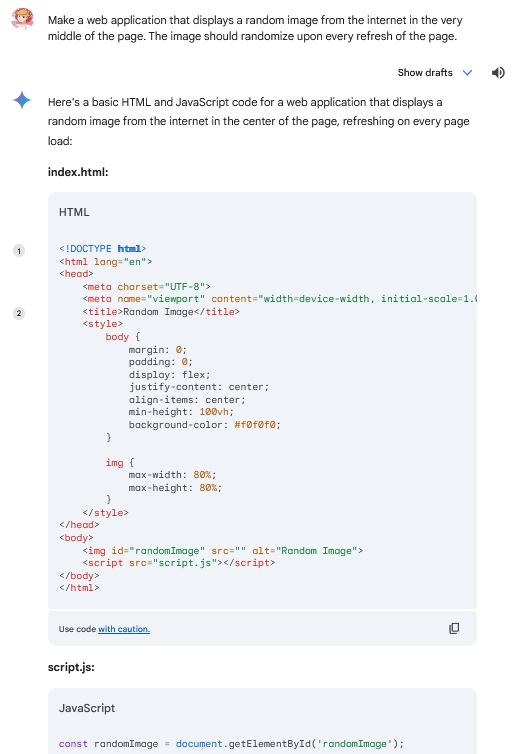 Make a web application that displays a random image from the internet in the very
middle of the page. The image should randomize upon every refresh of the page.
Show drafts
Here's a basic HTML and JavaScript code for a web application that displays a
random image from the internet in the center of the page, refreshing on every page
load:
index.html:
HTML
1
<!DOCTYPE html>
<html lang="en">
<head>
    <meta charset="UTF-8">
    <meta name="viewport" content="width=device-width, initial-scale=1.0
2
    <title>Random Image</title>
    <style>
        body {
            margin: 0;
            padding: 0;
            display: flex;
            justify-content: center;
            align-items: center;
            min-height: 100vh;
            background-color: #f0f0f0;
        }

        img {
            max-width: 80%;
            max-height: 80%;
        }
    </style>
</head>
<body>
    <img id="randomImage" src="" alt="Random Image">
    <script src="script.js"></script>
</body>
</html>
Use code with caution.
script.js:
JavaScript
const randomImage = document.getElementById('randomImage');